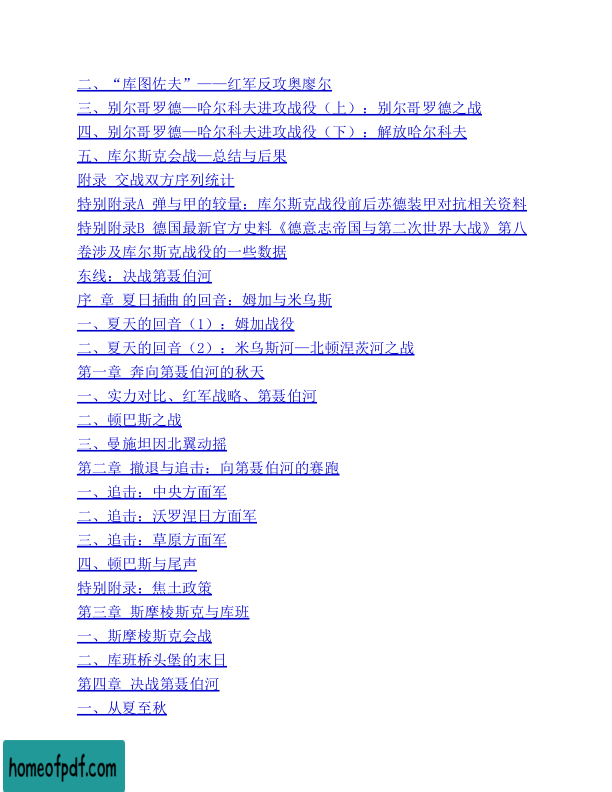 二、“库图佐夫”——红军反攻奥廖尔
三、别尔哥罗德—哈尔科夫进攻战役（上）：别尔哥罗德之战
四、别尔哥罗德—哈尔科夫进攻战役（下）：解放哈尔科夫
五、库尔斯克会战—总结与后果
附录 交战双方序列统计
特别附录A 弹与甲的较量：库尔斯克战役前后苏德装甲对抗相关资料
特别附录B 德国最新官方史料《德意志帝国与第二次世界大战》第八
卷涉及库尔斯克战役的一些数据
东线：决战第聂伯河
序 章 夏日插曲的回音：姆加与米乌斯
一、夏天的回音（1）：姆加战役
二、夏天的回音（2）：米乌斯河—北顿涅茨河之战
第一章 奔向第聂伯河的秋天
一、实力对比、红军战略、第聂伯河
二、顿巴斯之战
三、曼施坦因北翼动摇
第二章 撤退与追击：向第聂伯河的赛跑
一、追击：中央方面军
二、追击：沃罗涅日方面军
三、追击：草原方面军
四、顿巴斯与尾声
特别附录：焦土政策
第三章 斯摩棱斯克与库班
一、斯摩棱斯克会战
二、库班桥头堡的末日
第四章 决战第聂伯河
一、从夏至秋
homeofpdf.com